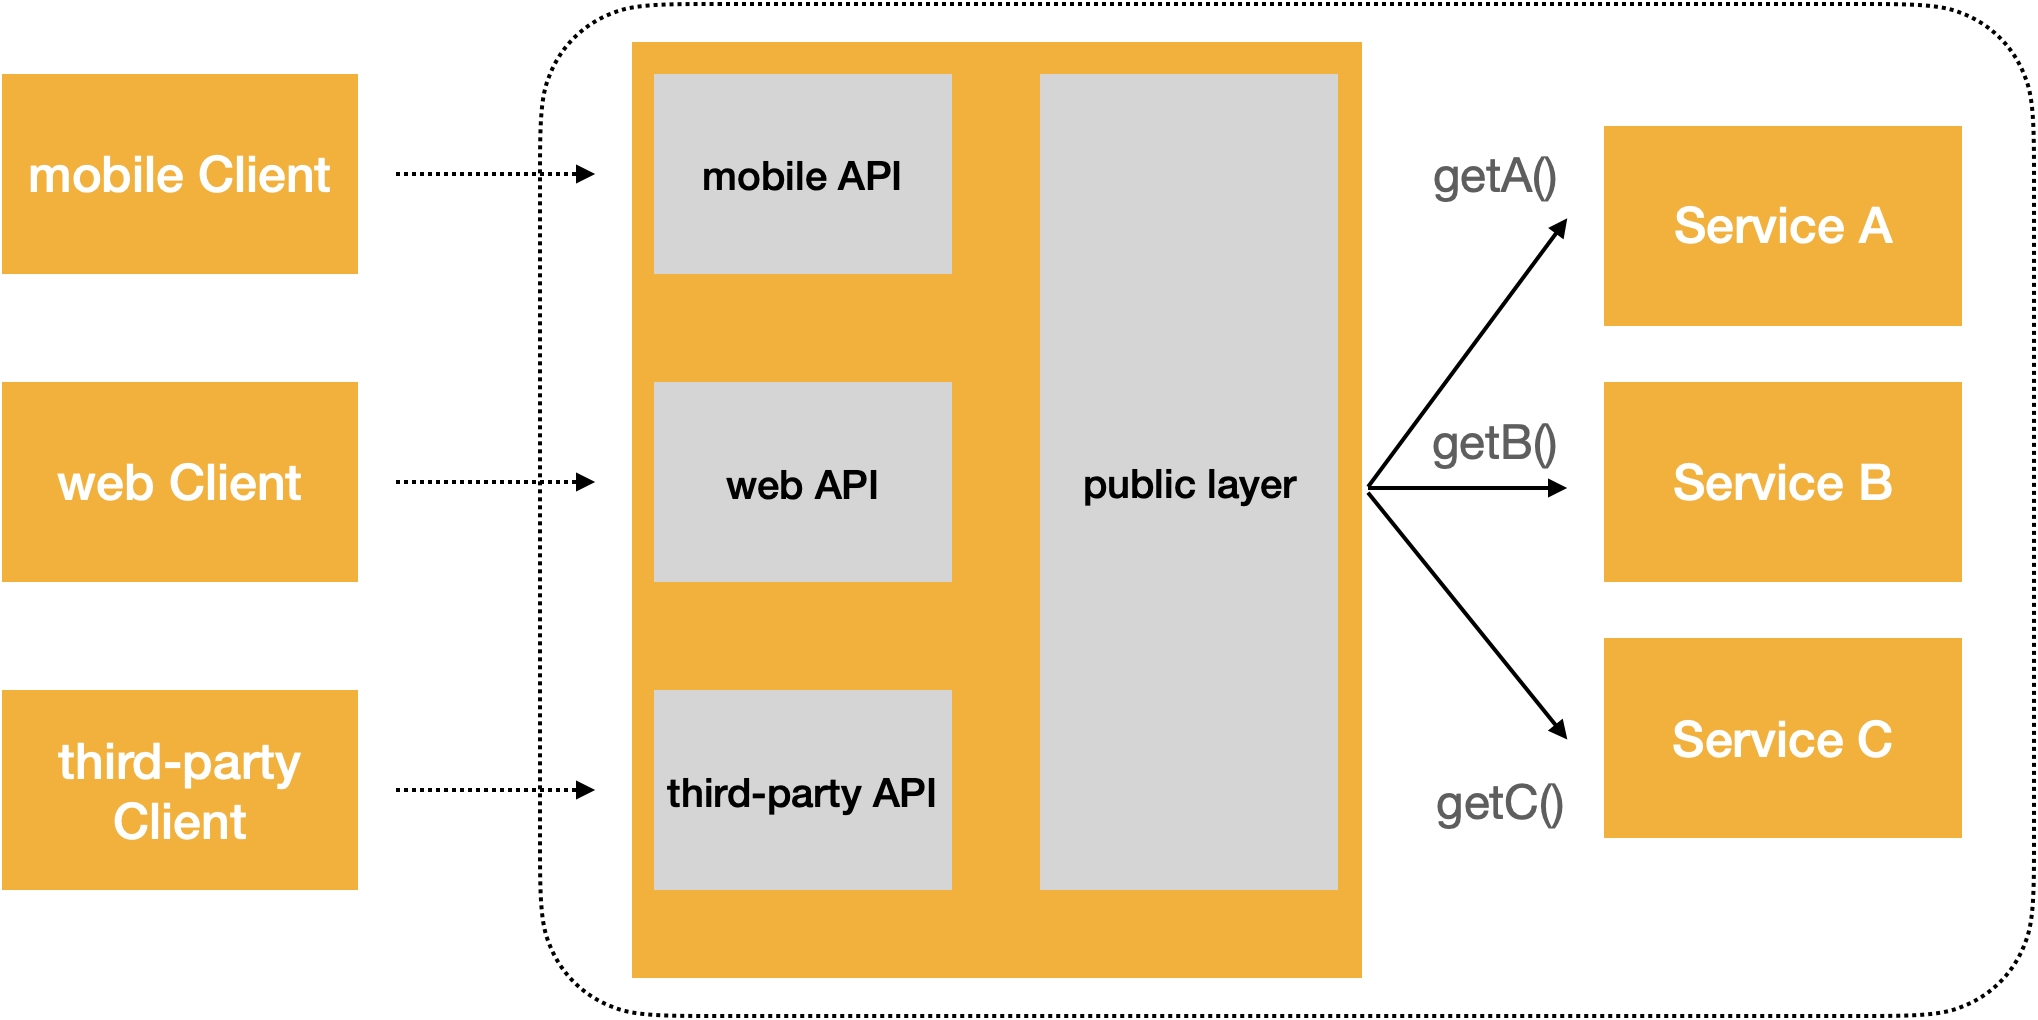 mobile Client
mobile API
getA()
Service A
web Client
web API
public layer
getB()
Service B
third-party
Client
third-party API
getC()
Service C